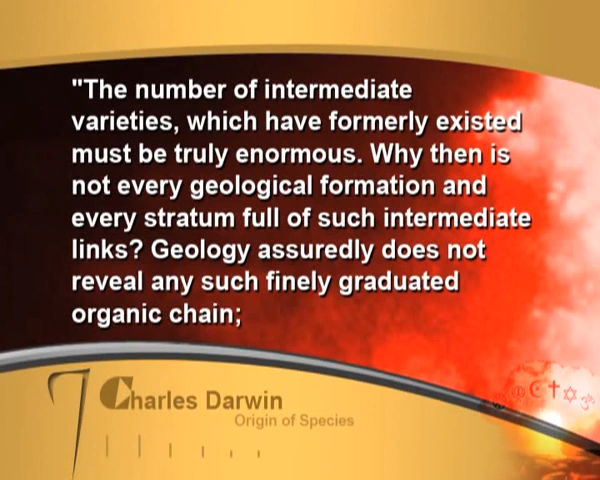 "The number of intermediate
varieties, which have formerly existed
must be truly enormous. Why then is
not every geological formation and
every stratum full of such intermediate
links? Geology assuredly does not
reveal any such finely graduated
organic chain;
Charles Darwin
Origin of Species